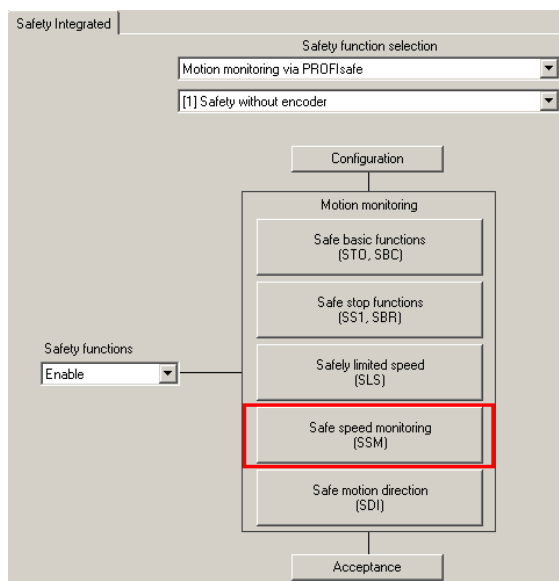 Safety Integrated
Safety function selection
Motion monitoring via PROFIsafe
[1] Safety without encoder
Configuration
Motion monitoring
Safe basic functions
(STO, SBC)
Safe stop functions
(SS1, SBR)
Safety functions
Enable
Safely limited speed
(SLS)
Safe speed monitoring
(SSM)
Safe motion direction
(SDI)
Acceptance